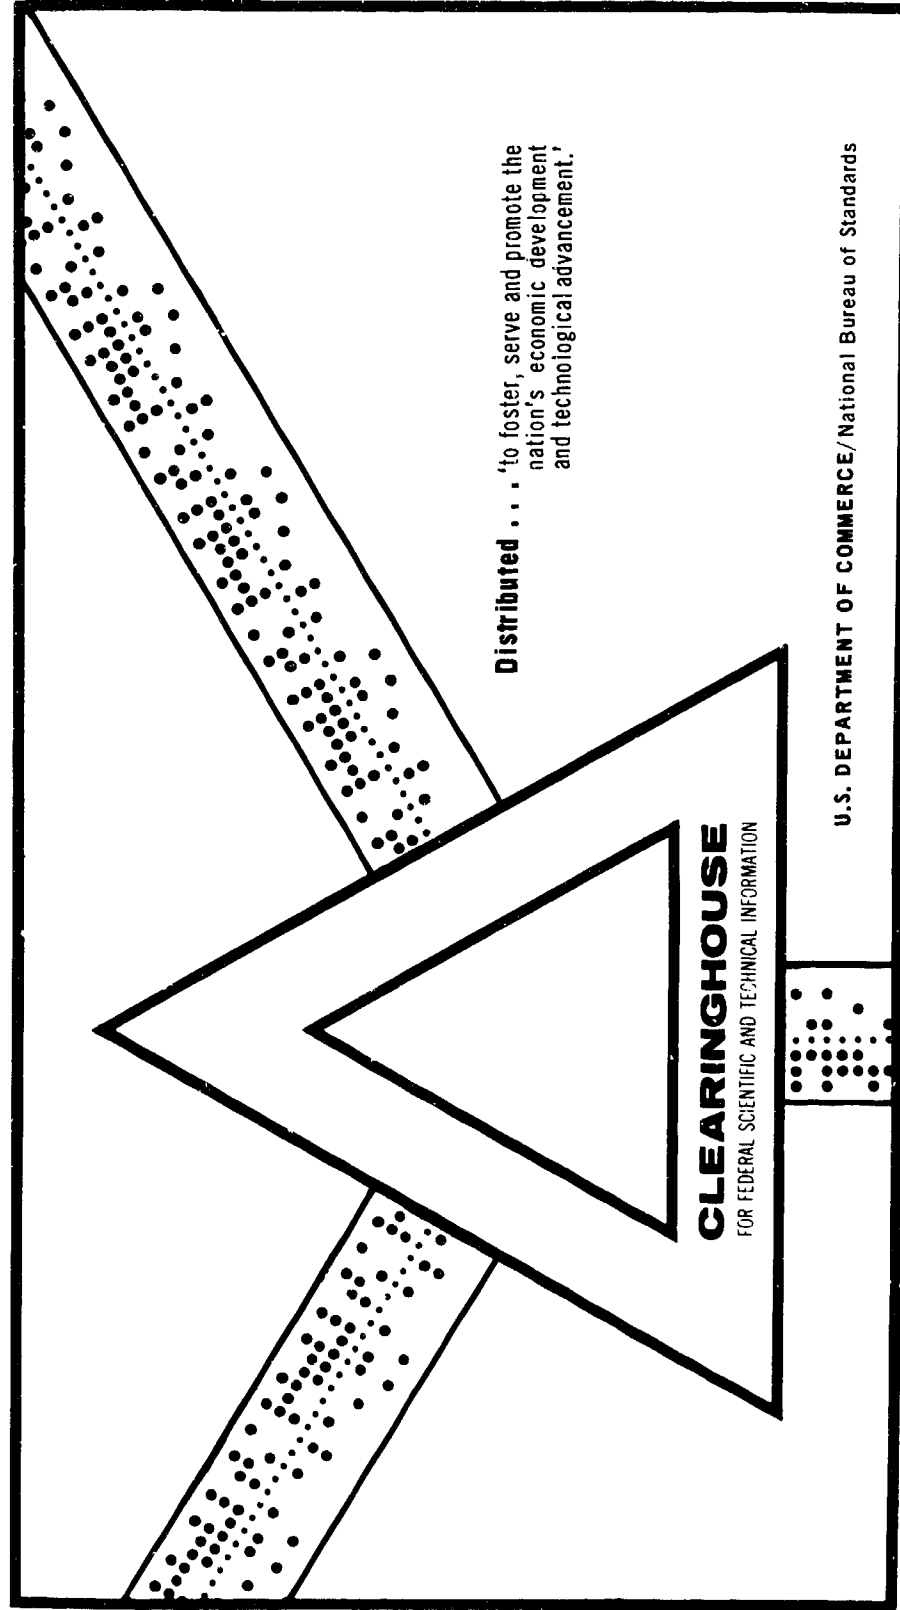 Distributed . . . 'to foster, serve and promote the
nation's economic development
and technological advancement.'
CLEARINGHOUSE
FOR FEDERAL SCIENTIFIC AND TECHNICAL INFORMATION
U.S. DEPARTMENT OF COMMERCE/National Bureau of Standards